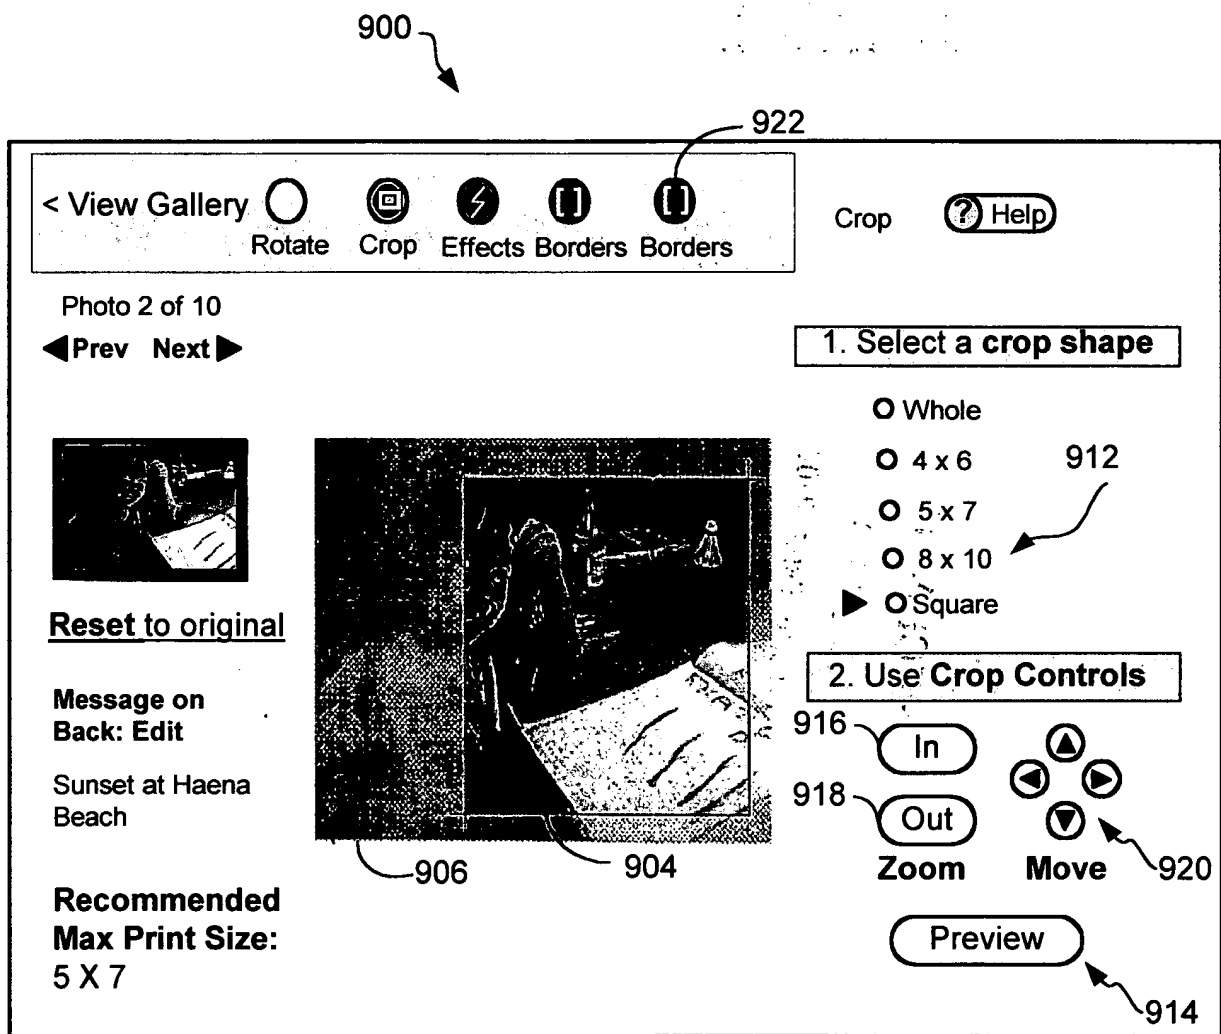 900
922
< View Gallery
Rotate
Crop
Effects
Borders
Borders
Crop
? Help
Photo 2 of 10
Prev Next
1. Select a crop shape
Whole
4 x 6
912
5 x 7
8 x 10
Square
Reset to original
2. Use Crop Controls
Message on
Back: Edit
916
In
Sunset at Haena
Beach
918
Out
906
904
Zoom
Move
920
Recommended
Max Print Size:
5 X 7
Preview
914